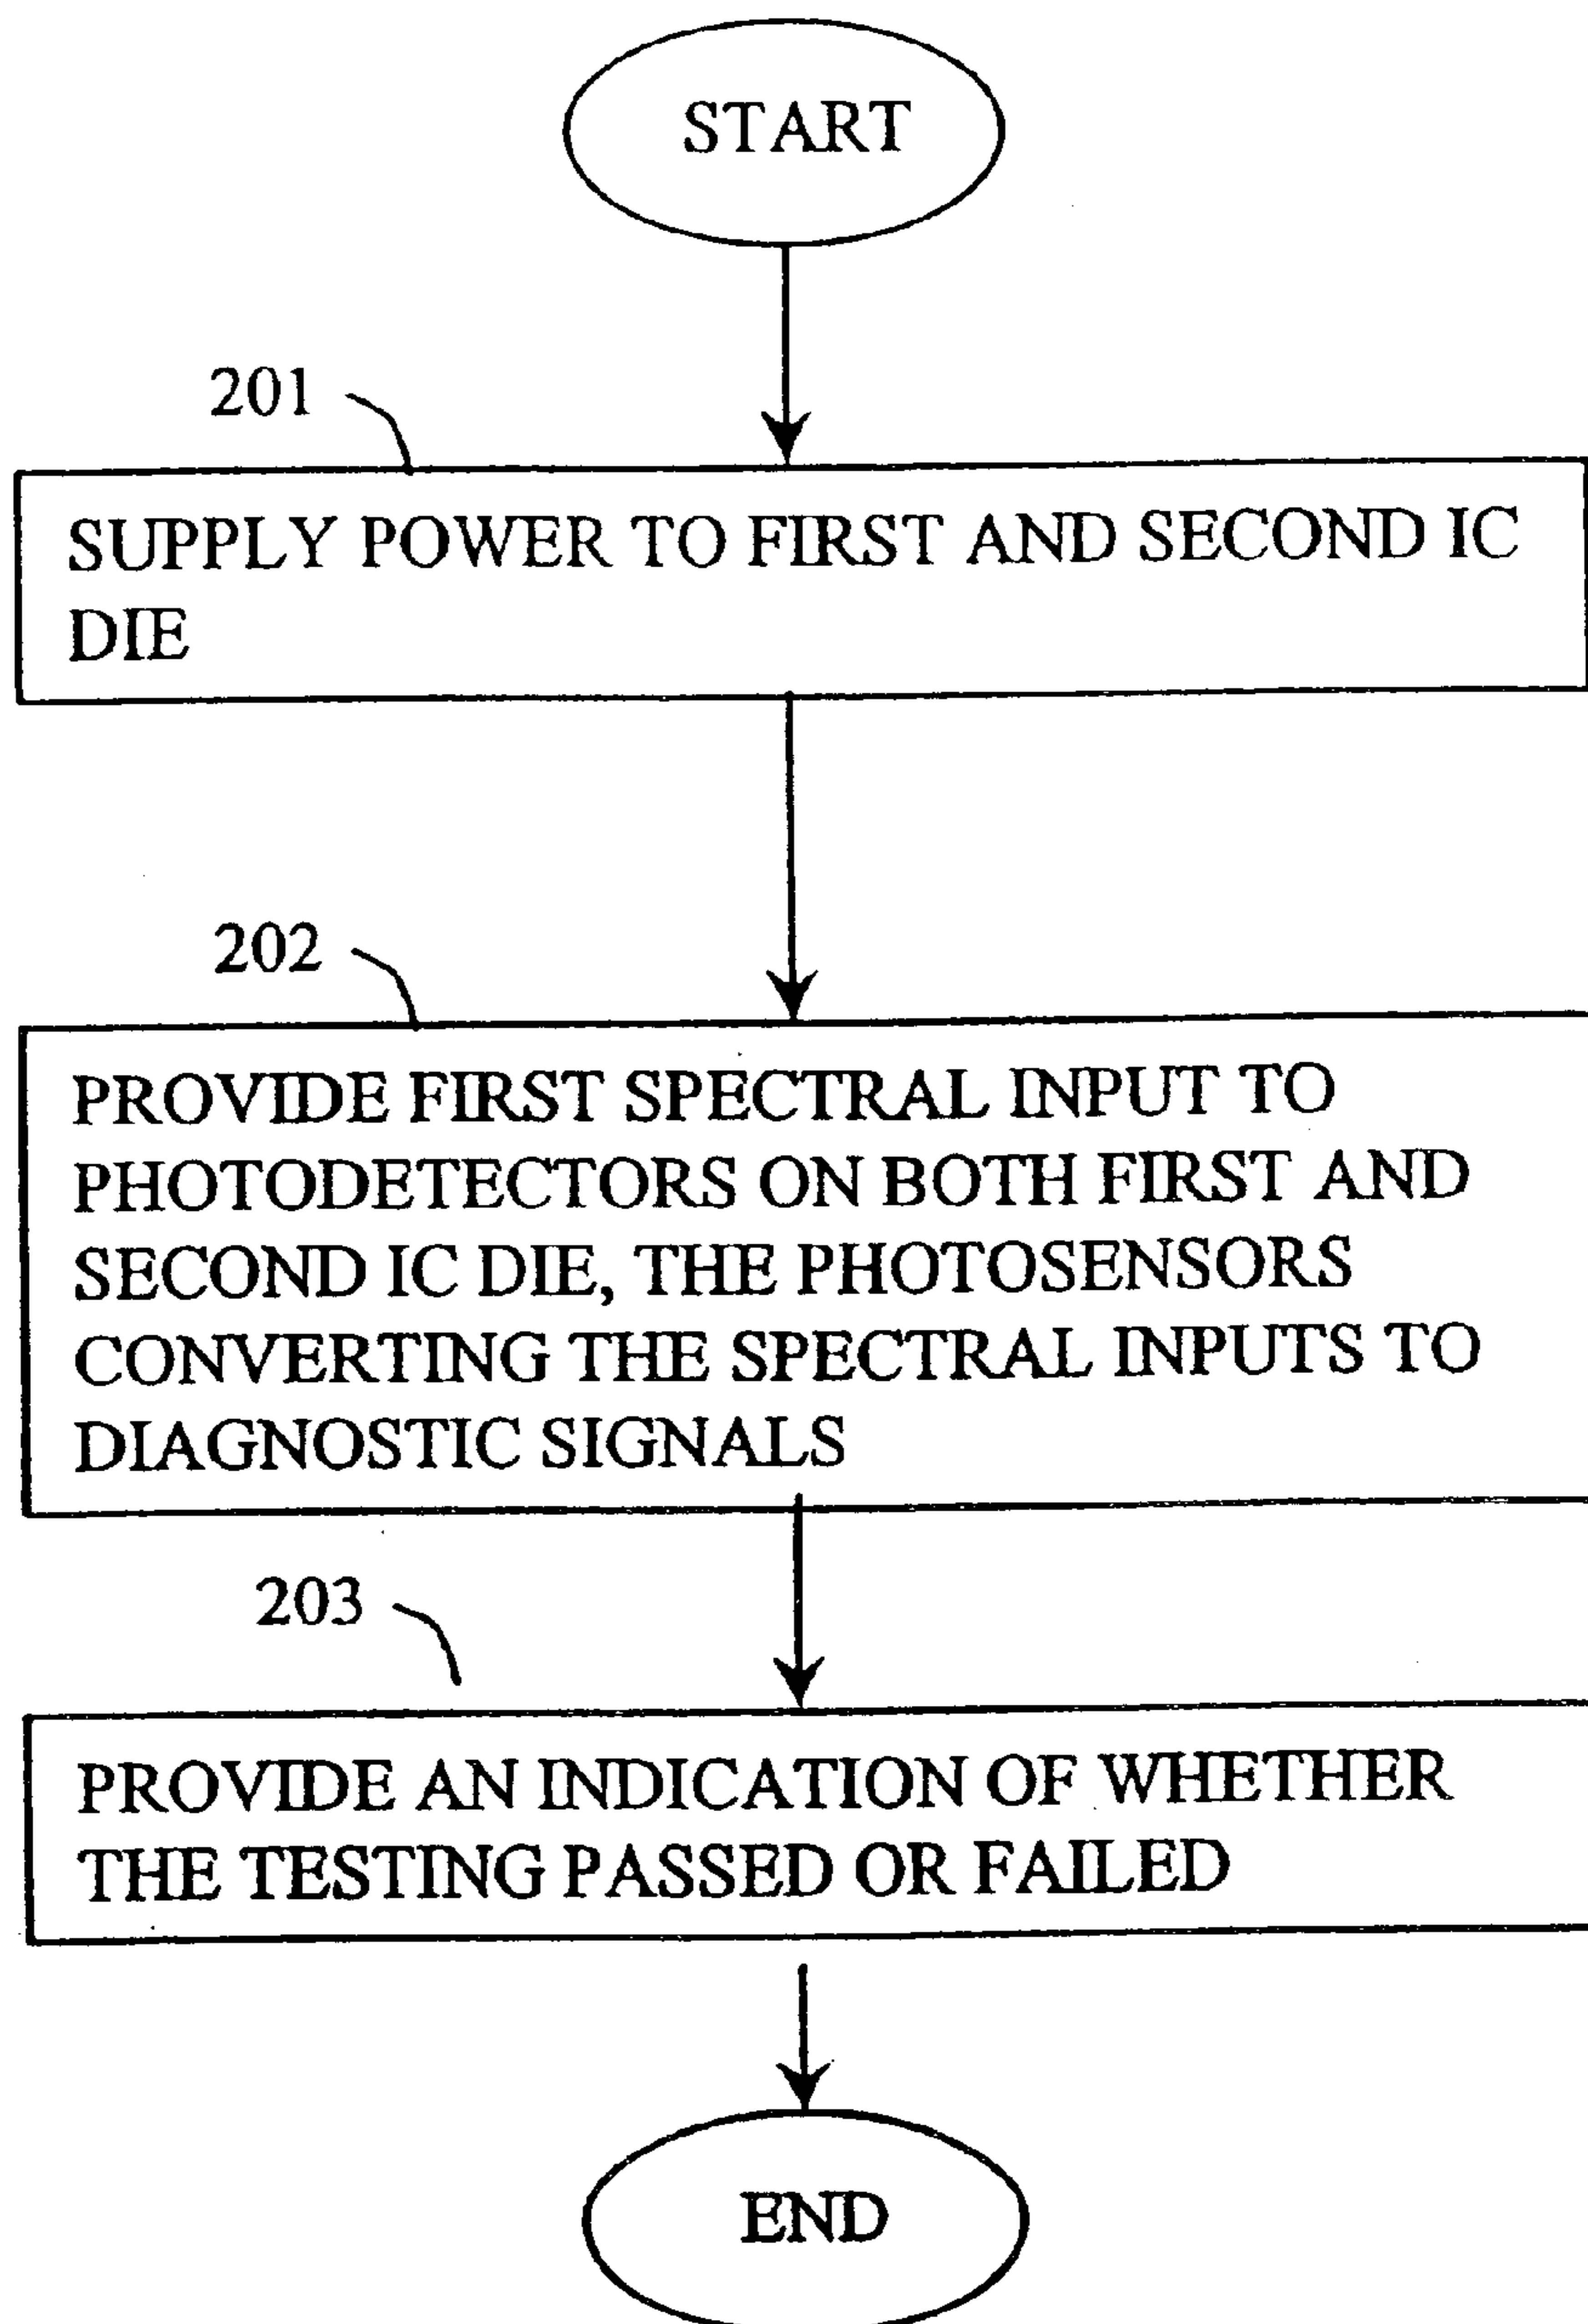 START
201
SUPPLY POWER TO FIRST AND SECOND IC
DIE
202
PROVIDE FIRST SPECTRAL INPUT TO
PHOTODETECTORS ON BOTH FIRST AND
SECOND IC DIE, THE PHOTOSENSORS
CONVERTING THE SPECTRAL INPUTS TO
DIAGNOSTIC SIGNALS
203
PROVIDE AN INDICATION OF WHETHER
THE TESTING PASSED OR FAILED
END